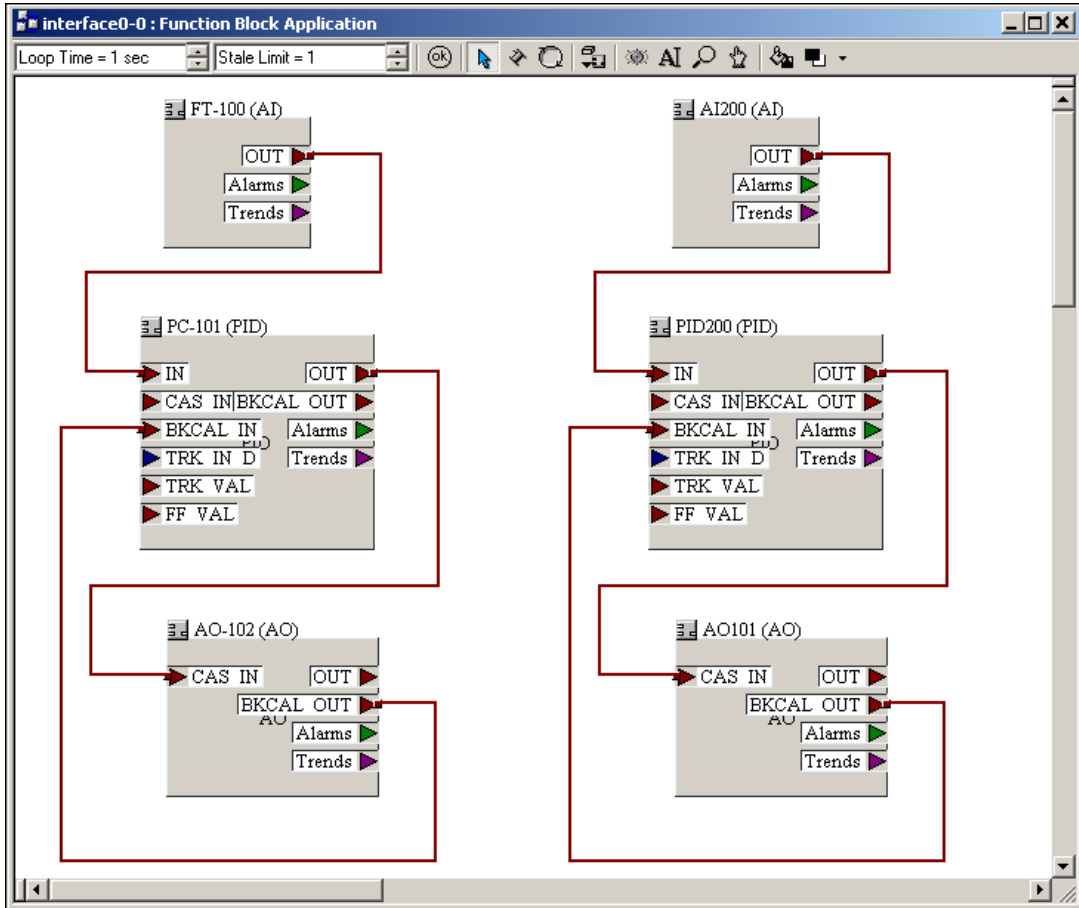 interface0-0 : Function Block Application
Loop Time = 1 sec Stale Limit = 1 OK AI
FT-100 (AI)
OUT
Alarms
Trends
AI200 (AI)
OUT
Alarms
Trends
PC-101 (PID)
IN OUT
CAS IN BKCAL OUT
BKCAL IN Alarms
PID
TRK IN D Trends
TRK VAL
FF VAL
PID200 (PID)
IN OUT
CAS IN BKCAL OUT
BKCAL IN Alarms
PID
TRK IN D Trends
TRK VAL
FF VAL
AO-102 (AO)
CAS IN OUT
BKCAL OUT
AO
Alarms
Trends
AO101 (AO)
CAS IN OUT
BKCAL OUT
AO
Alarms
Trends